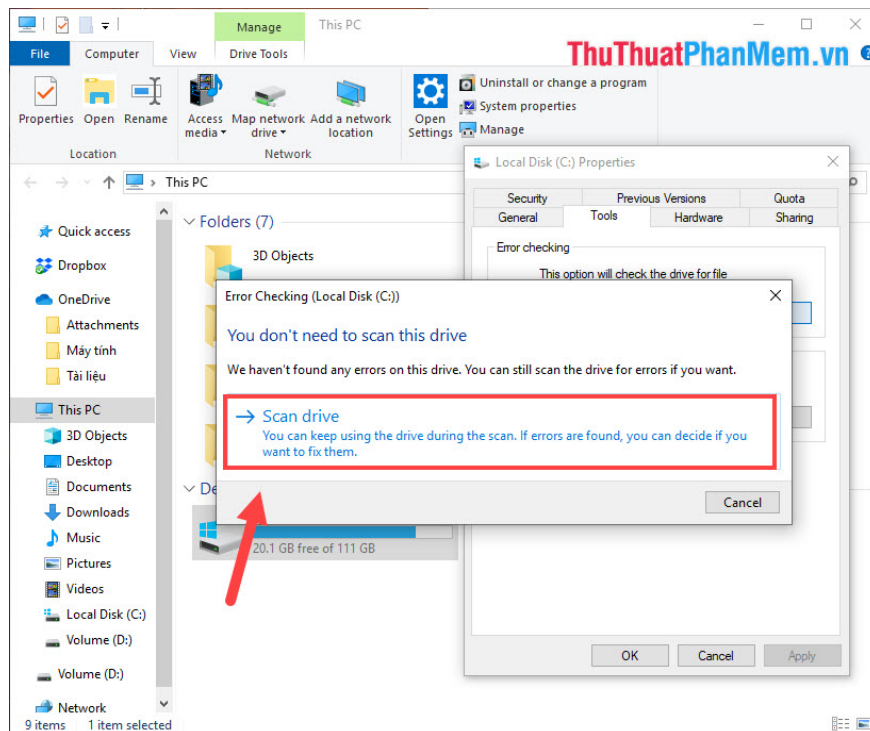 Manage
This PC
File
Computer
View
Drive Tools
ThuThuatPhanMem.vn
Properties
Open
Rename
Access media
Map network drive
Add a network location
Open Settings
Uninstall or change a program
System properties
Manage
Location
Network
This PC
Local Disk (C:) Properties
Security
Previous Versions
Quota
General
Tools
Hardware
Sharing
Error checking
This option will check the drive for file
Quick access
Dropbox
OneDrive
Attachments
Máy tính
Tài liệu
This PC
3D Objects
Desktop
Documents
Downloads
Music
Pictures
Videos
Local Disk (C:)
Volume (D:)
Volume (D:)
Network
Folders (7)
3D Objects
Error Checking (Local Disk (C:))
You don't need to scan this drive
We haven't found any errors on this drive. You can still scan the drive for errors if you want.
Scan drive
You can keep using the drive during the scan. If errors are found, you can decide if you
want to fix them.
Cancel
20.1 GB free of 111 GB
OK
Cancel
Apply
9 items
1 item selected